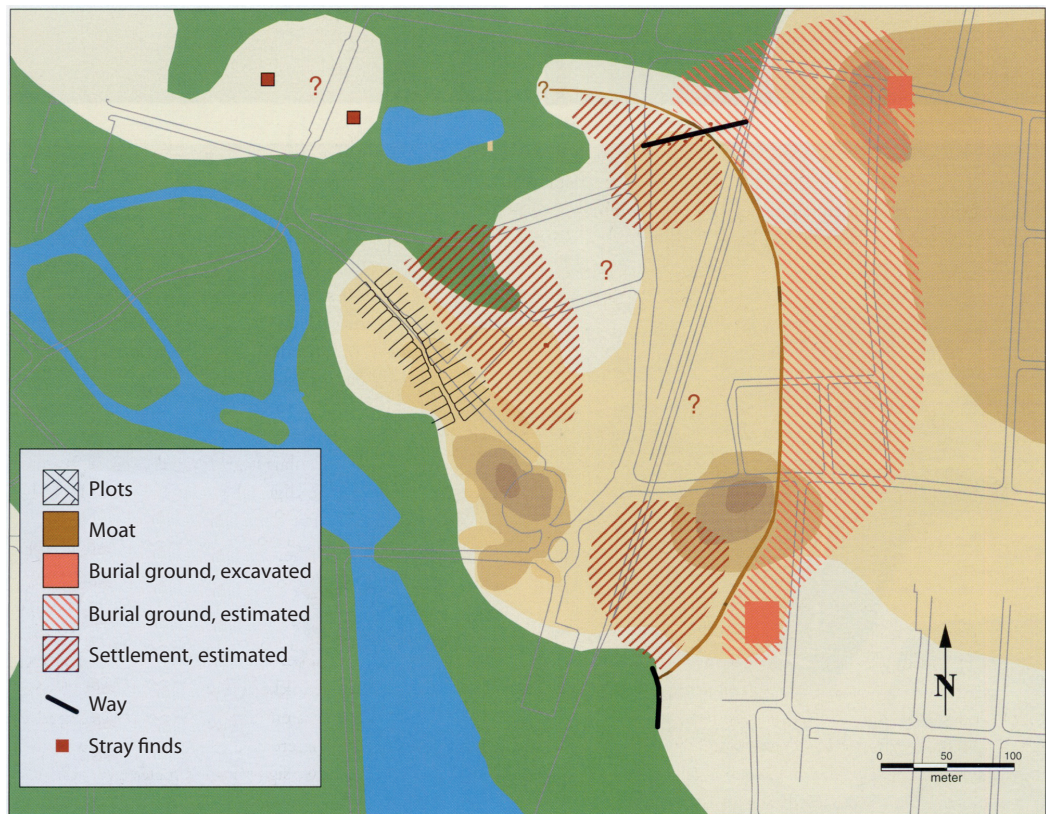 ?
?
?
?
Plots
Moat
Burial ground, excavated
Burial ground, estimated
Settlement, estimated
Way
Stray finds
N
0 50 100
meter